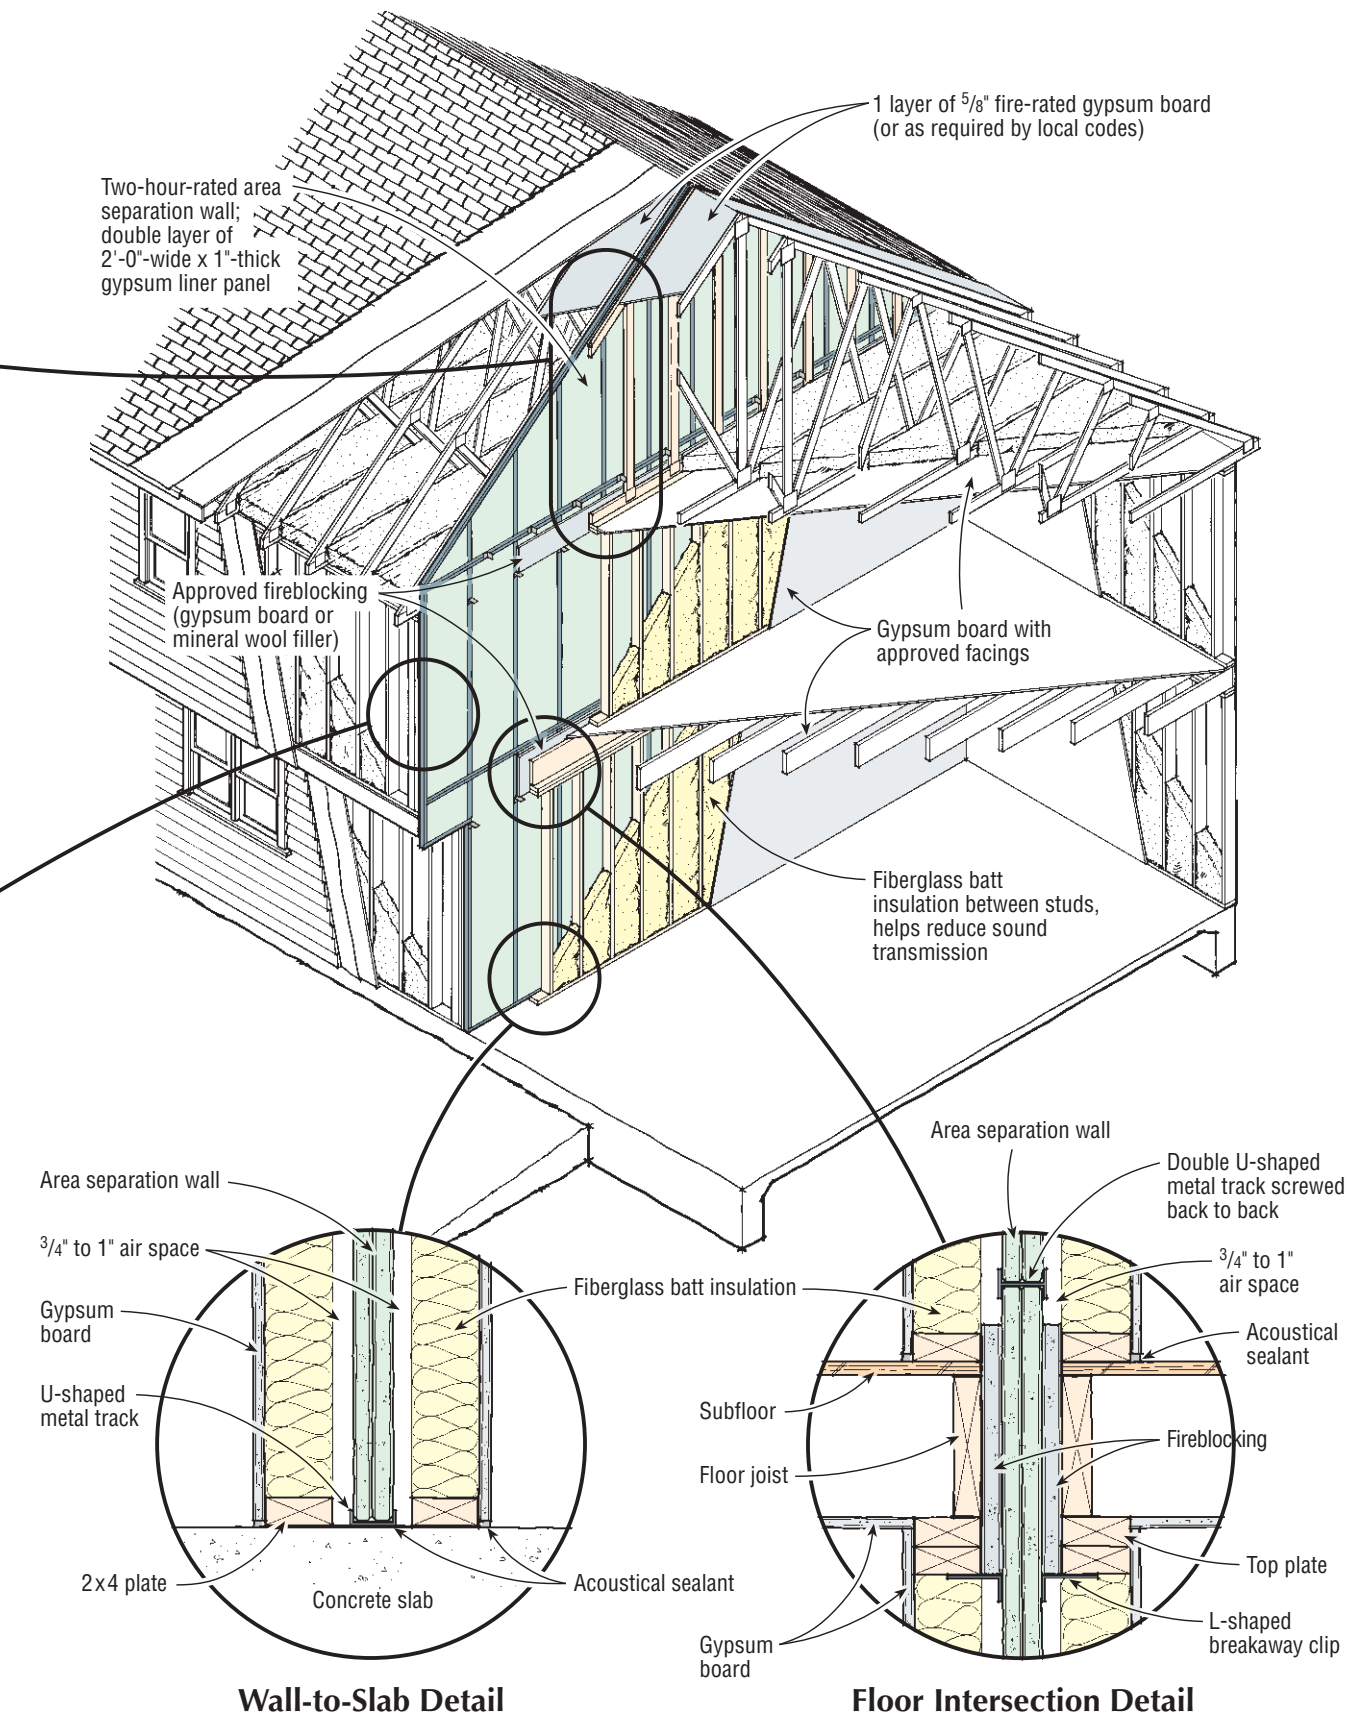 1 layer of 5/8" fire-rated gypsum board
(or as required by local codes)
Two-hour-rated area
separation wall;
double layer of
2'-0"-wide x 1"-thick
gypsum liner panel
Approved fireblocking
(gypsum board or
mineral wool filler)
Gypsum board with
approved facings
Fiberglass batt
insulation between studs,
helps reduce sound
transmission
Area separation wall
3/4" to 1" air space
Gypsum
board
U-shaped
metal track
2x4 plate
Concrete slab
Fiberglass batt insulation
Acoustical sealant
Wall-to-Slab Detail
Area separation wall
Double U-shaped
metal track screwed
back to back
3/4" to 1"
air space
Acoustical
sealant
Subfloor
Fireblocking
Floor joist
Top plate
L-shaped
breakaway clip
Gypsum
board
Floor Intersection Detail